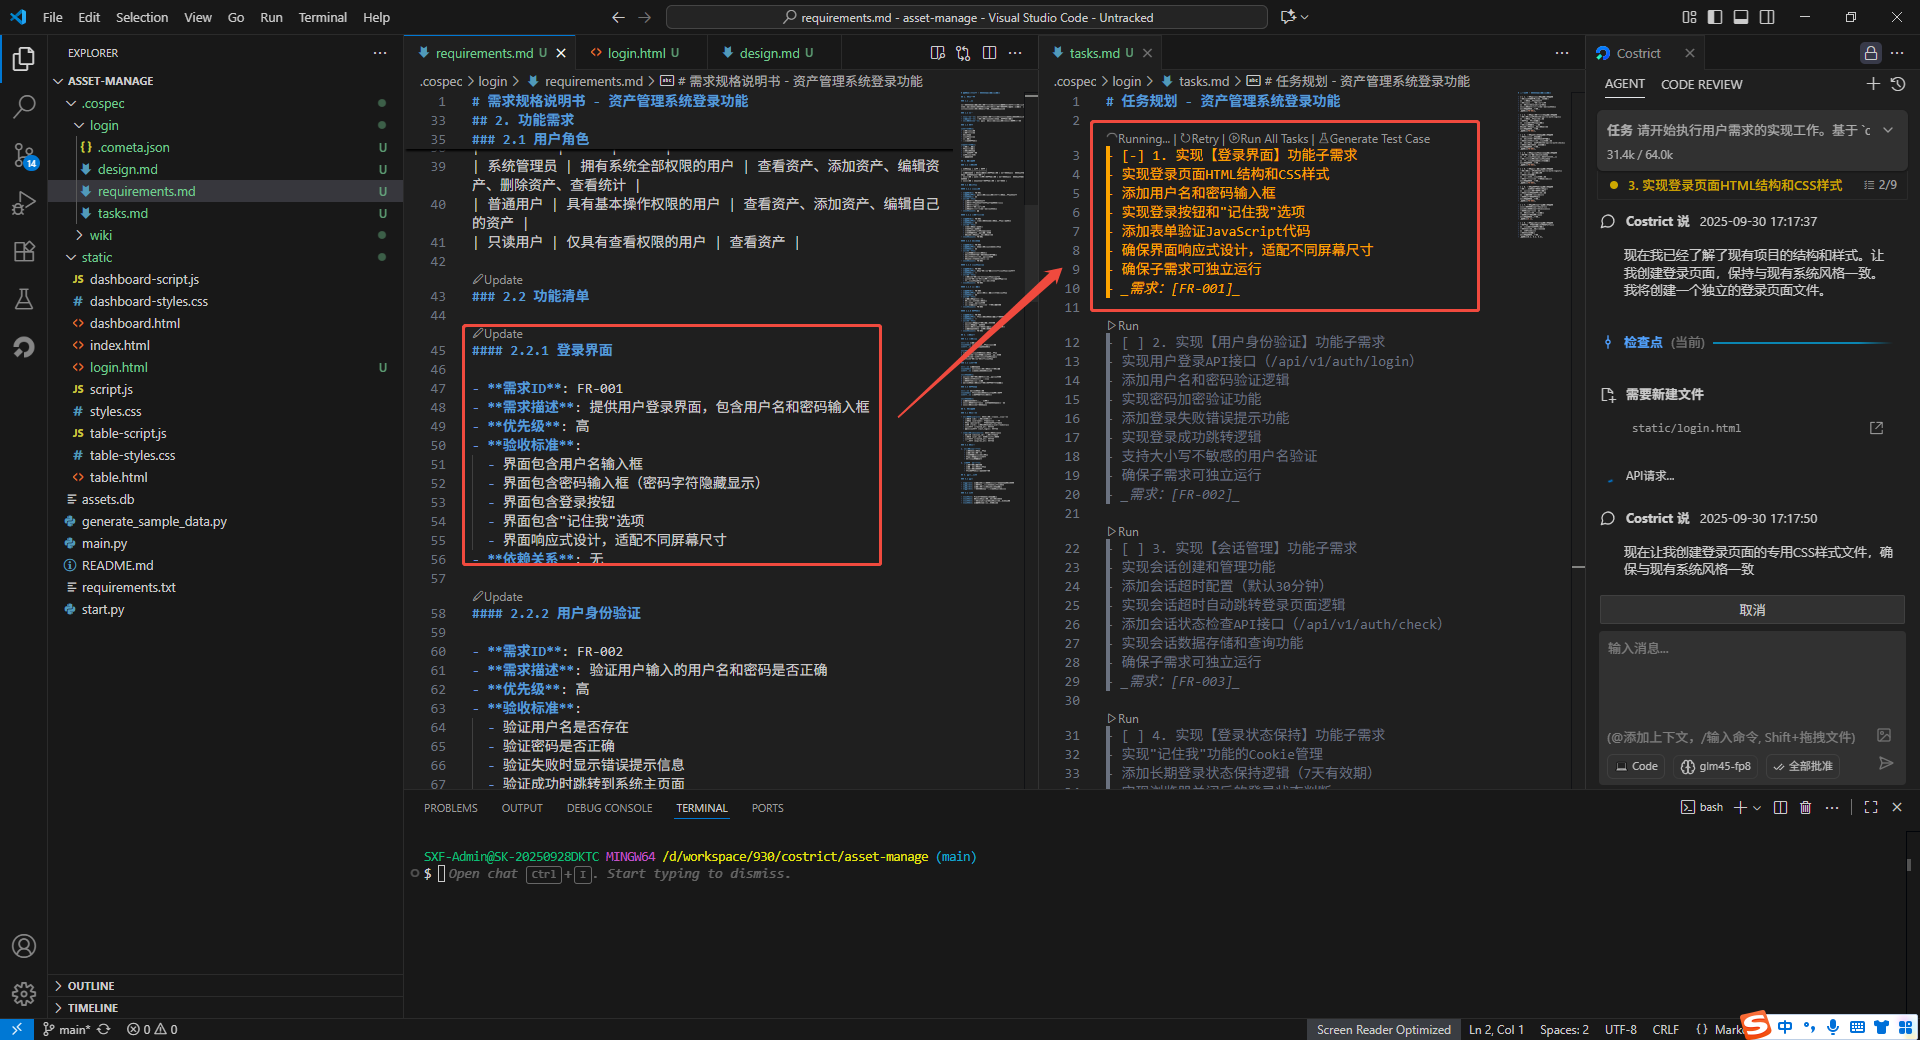 File Edit Selection View Go Run Terminal Help
requirements.md - asset-manage - Visual Studio Code - Untracked
EXPLORER
ASSET-MANAGE
.cospec
login
.cometa.json U
design.md U
requirements.md U
tasks.md U
wiki
static
dashboard-script.js
dashboard-styles.css
dashboard.html
index.html
login.html U
script.js
styles.css
table-script.js
table-styles.css
table.html
assets.db
generate_sample_data.py
main.py
README.md
requirements.txt
start.py
OUTLINE
TIMELINE
14
requirements.md U
login.html U
design.md U
.cospec > login > requirements.md > # 需求规格说明书 - 资产管理系统登录功能
1 # 需求规格说明书 - 资产管理系统登录功能
33 ## 2. 功能需求
35 ### 2.1 用户角色
39 | 系统管理员 | 拥有系统全部权限的用户 | 查看资产、添加资产、编辑资
产、删除资产、查看统计 |
40 | 普通用户 | 具有基本操作权限的用户 | 查看资产、添加资产、编辑自己
的资产 |
41 | 只读用户 | 仅具有查看权限的用户 | 查看资产 |
42
Update
43 ### 2.2 功能清单
44
Update
45 #### 2.2.1 登录界面
46
47 - **需求ID**: FR-001
48 - **需求描述**: 提供用户登录界面，包含用户名和密码输入框
49 - **优先级**: 高
50 - **验收标准**:
51 - 界面包含用户名输入框
52 - 界面包含密码输入框（密码字符隐藏显示）
53 - 界面包含登录按钮
54 - 界面包含"记住我"选项
55 - 界面响应式设计，适配不同屏幕尺寸
56 - **依赖关系**: 无
57
Update
58 #### 2.2.2 用户身份验证
59
60 - **需求ID**: FR-002
61 - **需求描述**: 验证用户输入的用户名和密码是否正确
62 - **优先级**: 高
63 - **验收标准**:
64 - 验证用户名是否存在
65 - 验证密码是否正确
66 - 验证失败时显示错误提示信息
67 - 验证成功时跳转到系统主页面
tasks.md U
.cospec > login > tasks.md > # 任务规划 - 资产管理系统登录功能
1 # 任务规划 - 资产管理系统登录功能
2
Running... | Retry | Run All Tasks | Generate Test Case
3 - [-] 1. 实现【登录界面】功能子需求
4 - 实现登录页面HTML结构和CSS样式
5 - 添加用户名和密码输入框
6 - 实现登录按钮和"记住我"选项
7 - 添加表单验证JavaScript代码
8 - 确保界面响应式设计，适配不同屏幕尺寸
9 - 确保子需求可独立运行
10 - _需求：[FR-001]_
11
Run
12 - [ ] 2. 实现【用户身份验证】功能子需求
13 - 实现用户登录API接口（/api/v1/auth/login）
14 - 添加用户名和密码验证逻辑
15 - 实现密码加密验证功能
16 - 添加登录失败错误提示功能
17 - 实现登录成功跳转逻辑
18 - 支持大小写不敏感的用户名验证
19 - 确保子需求可独立运行
20 - _需求：[FR-002]_
21
Run
22 - [ ] 3. 实现【会话管理】功能子需求
23 - 实现会话创建和管理功能
24 - 添加会话超时配置（默认30分钟）
25 - 实现会话超时自动跳转登录页面逻辑
26 - 添加会话状态检查API接口（/api/v1/auth/check）
27 - 实现会话数据存储和查询功能
28 - 确保子需求可独立运行
29 - _需求：[FR-003]_
30
Run
31 - [ ] 4. 实现【登录状态保持】功能子需求
32 - 实现"记住我"功能的Cookie管理
33 - 添加长期登录状态保持逻辑（7天有效期）
Costrict
AGENT CODE REVIEW
任务 请开始执行用户需求的实现工作。基于 `c
31.4k / 64.0k
3. 实现登录页面HTML结构和CSS样式 2/9
Costrict 说 2025-09-30 17:17:37
现在我已经了解了现有项目的结构和样式。让
我创建登录页面，保持与现有系统风格一致。
我将创建一个独立的登录页面文件。
检查点 (当前)
需要新建文件
static/login.html
API请求...
Costrict 说 2025-09-30 17:17:50
现在让我创建登录页面的专用CSS样式文件，确
保与现有系统风格一致
取消
输入消息...
(@添加上下文，/输入命令, Shift+拖拽文件)
Code glm45-fp8 全部批准
PROBLEMS OUTPUT DEBUG CONSOLE TERMINAL PORTS
bash
SXF-Admin@SK-20250928DKTC MINGW64 /d/workspace/930/costrict/asset-manage (main)
$ Open chat Ctrl + I . Start typing to dismiss.
main* 0 0
Screen Reader Optimized Ln 2, Col 1 Spaces: 2 UTF-8 CRLF { }
中